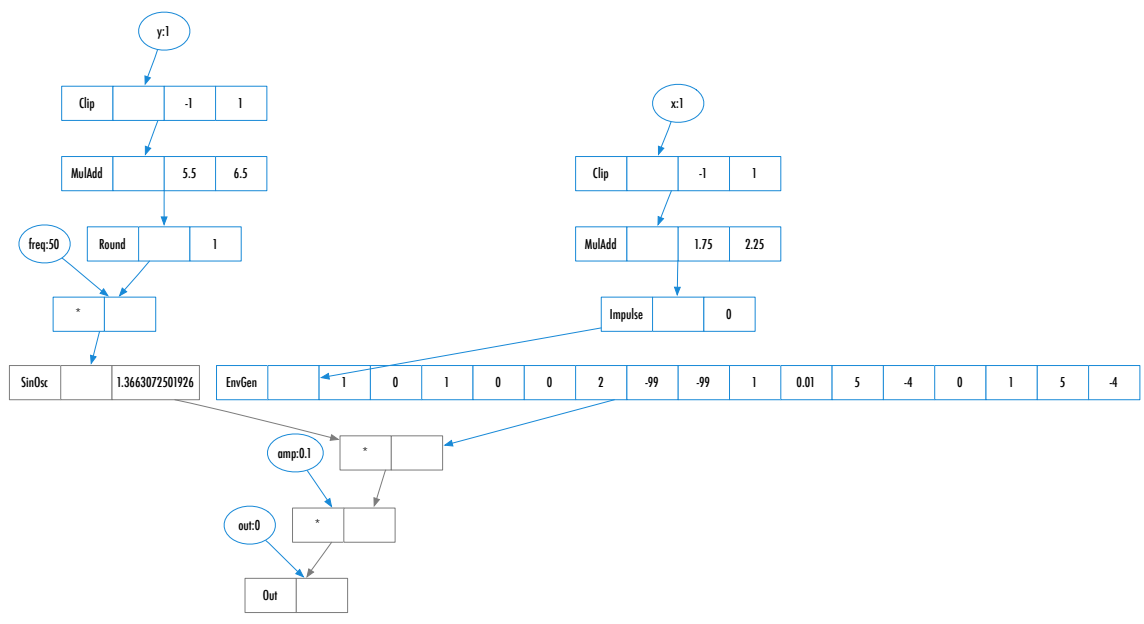 y:1
Clip -1 1
x:1
MulAdd 5.5 6.5
Clip -1 1
freq:50
Round 1
MulAdd 1.75 2.25
*
Impulse 0
SinOsc 1.3663072501926
EnvGen 1 0 1 0 0 2 -99 -99 1 0.01 5 -4 0 1 5 -4
amp:0.1
*
out:0
*
Out